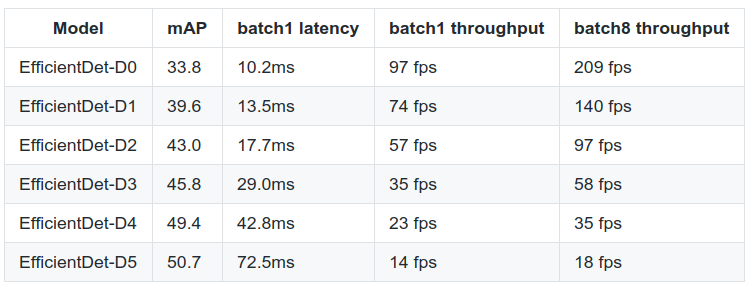 Model mAP batch1 latency batch1 throughput batch8 throughput
EfficientDet-D0 33.8 10.2ms 97 fps 209 fps
EfficientDet-D1 39.6 13.5ms 74 fps 140 fps
EfficientDet-D2 43.0 17.7ms 57 fps 97 fps
EfficientDet-D3 45.8 29.0ms 35 fps 58 fps
EfficientDet-D4 49.4 42.8ms 23 fps 35 fps
EfficientDet-D5 50.7 72.5ms 14 fps 18 fps